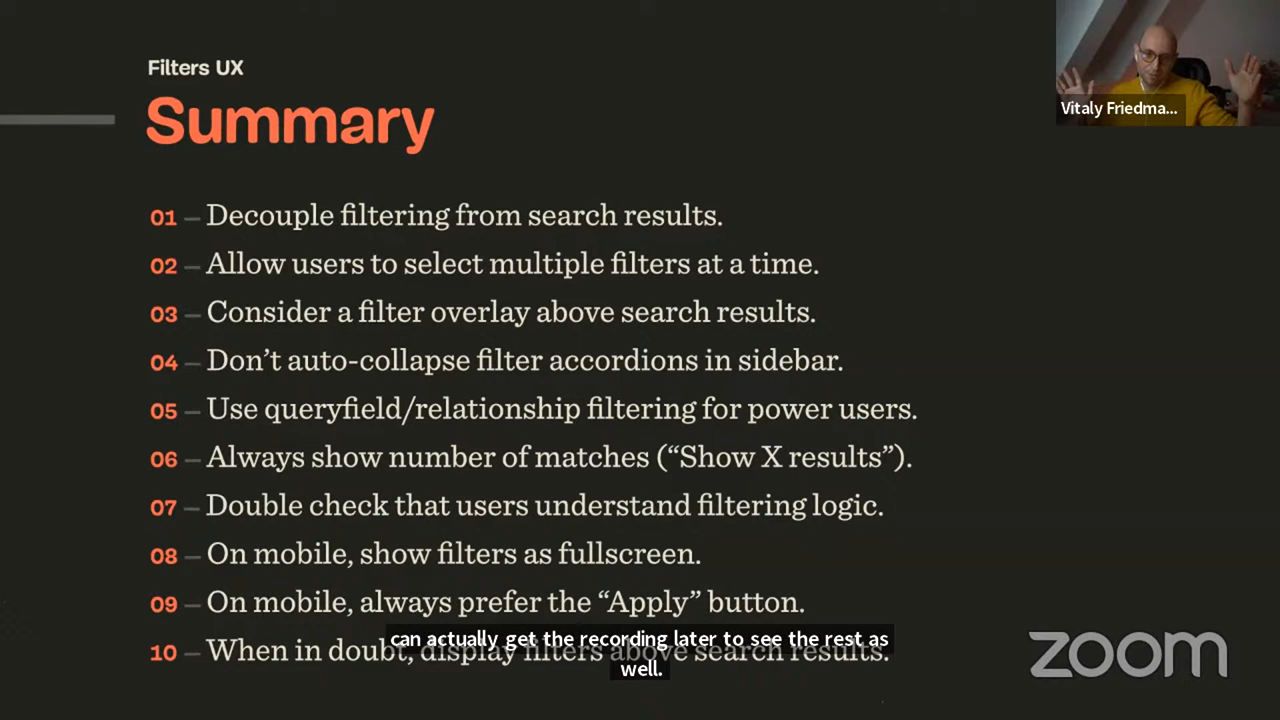 Filters UX
Summary
Vitaly Friedma...
01 — Decouple filtering from search results.
02 — Allow users to select multiple filters at a time.
03 — Consider a filter overlay above search results.
04 — Don’t auto-collapse filter accordions in sidebar.
05 — Use queryfield/relationship filtering for power users.
06 — Always show number of matches (“Show X results”).
07 — Double check that users understand filtering logic.
08 — On mobile, show filters as fullscreen.
09 — On mobile, always prefer the “Apply” button.
10 — When in doubt, display filters above search results.
can actually get the recording later to see the rest as
well.
zoom